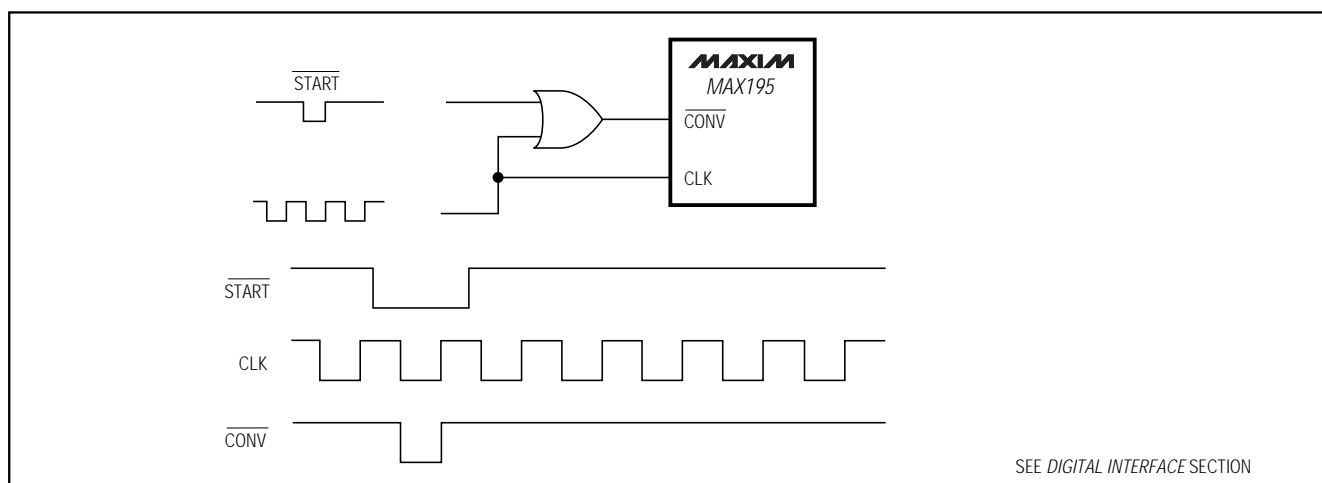 START
MAXIM
MAX195
CONV
CLK
START
CLK
CONV
SEE DIGITAL INTERFACE SECTION